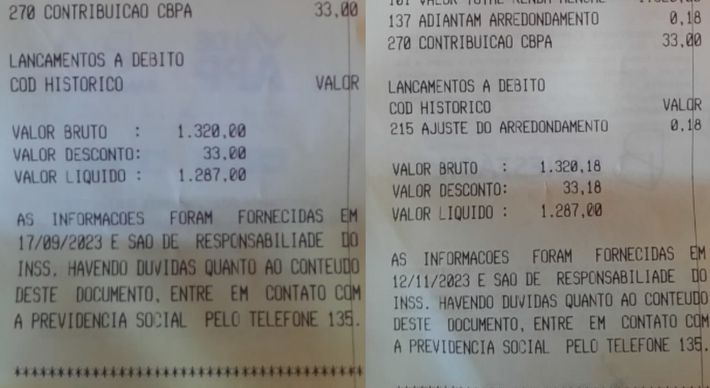 270 CONTRIBUICAO CBPA 33,00
LANCAMENTOS A DEBITO
COD HISTORICO VALOR
VALOR BRUTO : 1.320,00
VALOR DESCONTO: 33,00
VALOR LIQUIDO : 1.287,00
AS INFORMACOES FORAM FORNECIDAS EM
17/09/2023 E SAO DE RESPONSABILIADE DO
INSS, HAVENDO DUVIDAS QUANTO AO CONTEUDO
DESTE DOCUMENTO, ENTRE EM CONTATO COM
A PREVIDENCIA SOCIAL PELO TELEFONE 135.
****************************************
137 ADIANTAM ARREDONDAMENTO 0,18
270 CONTRIBUICAO CBPA 33,00
LANCAMENTOS A DEBITO
COD HISTORICO VALOR
215 AJUSTE DO ARREDONDAMENTO 0,18
VALOR BRUTO : 1.320,18
VALOR DESCONTO: 33,18
VALOR LIQUIDO : 1.287,00
AS INFORMACOES FORAM FORNECIDAS EM
12/11/2023 E SAO DE RESPONSABILIADE DO
INSS, HAVENDO DUVIDAS QUANTO AO CONTEUDO
DESTE DOCUMENTO, ENTRE EM CONTATO COM
A PREVIDENCIA SOCIAL PELO TELEFONE 135.